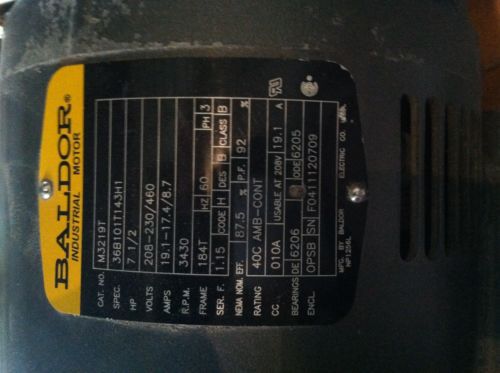 BALDOR®
INDUSTRIAL MOTOR
CAT. NO. M3219T
SPEC. 36B101T143H1
HP 7 1/2
VOLTS 208-230/460
AMPS 19.1-17.4/8.7
R.P.M. 3430
FRAME 184T HZ 60 PH 3
SER. F. 1.15 CODE H DES B CLASS B
NEMA NOM. EFF. 87.5 % P.F. 92 %
RATING 40C AMB-CONT
CC 010A USABLE AT 208V 19.1 A
BEARINGS DE 6206 ODE 6205
ENCL OPSB SN F0411120709
MFG. BY BALDOR ELECTRIC CO.
NP1256L